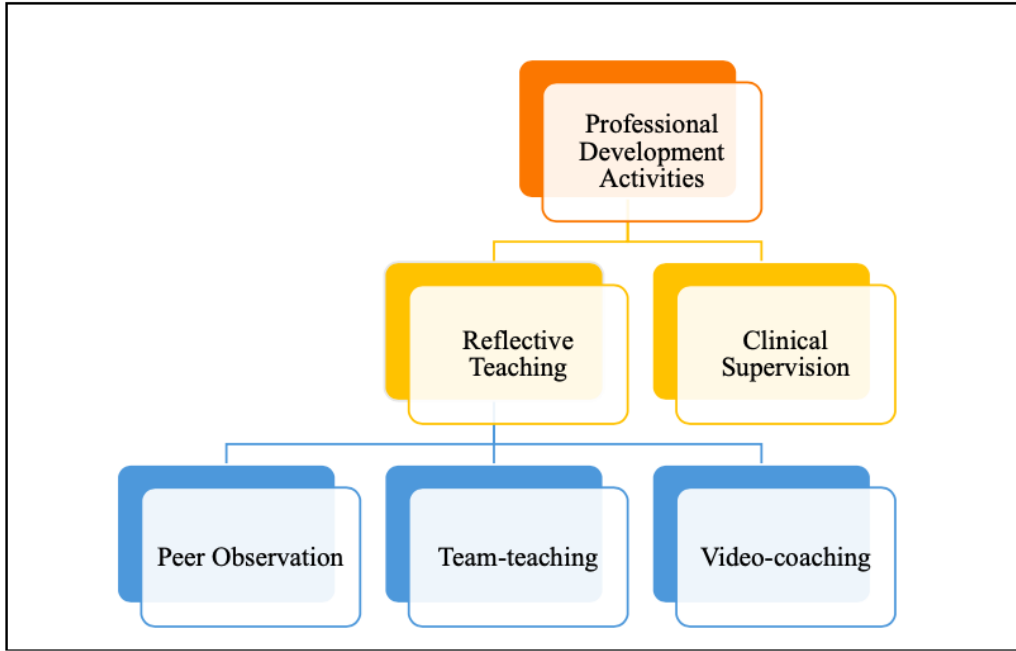 Professional
Development
Activities
Reflective
Teaching
Clinical
Supervision
Peer Observation
Team-teaching
Video-coaching